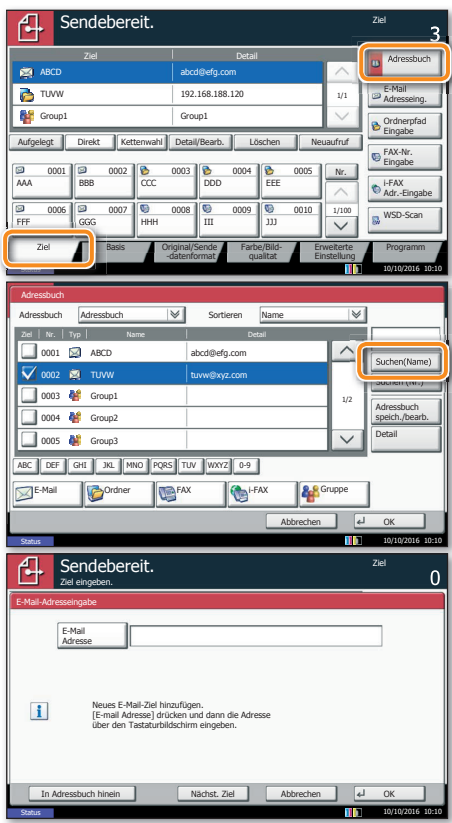 Sendebereit.
Ziel
3
Ziel Detail
ABCD abcd@efg.com
TUVW 192.168.188.120
Group1 Group1
1/1
Adressbuch
E-Mail
Adresseing.
Ordnerpfad
Eingabe
FAX-Nr.
Eingabe
i-FAX
Adr.-Eingabe
WSD-Scan
Aufgelegt Direkt Kettenwahl Detail/Bearb. Löschen Neuaufruf
0001 0002 0003 0004 0005 Nr.
AAA BBB CCC DDD EEE
0006 0007 0008 0009 0010 1/100
FFF GGG HHH III JJJ
Ziel Basis Original/Sende
-datenformat Farbe/Bild-
qualitat Erweiterte
Einstellung Programm
Status 10/10/2016 10:10
Adressbuch
Adressbuch Adressbuch Sortieren Name
Ziel Nr. Typ Name Detail
0001 ABCD abcd@efg.com
0002 TUVW tuvw@xyz.com
0003 Group1
0004 Group2
0005 Group3
1/2
Suchen(Name)
Suchen (Nr.)
Adressbuch
speich./bearb.
Detail
ABC DEF GHI JKL MNO PQRS TUV WXYZ 0-9
E-Mail Ordner FAX i-FAX Gruppe
Abbrechen OK
Status 10/10/2016 10:10
Sendebereit.
Ziel eingeben.
Ziel
0
E-Mail-Adresseingabe
E-Mail
Adresse
Neues E-Mail-Ziel hinzufügen.
[E-mail Adresse] drücken und dann die Adresse
über den Tastaturbildschirm eingeben.
In Adressbuch hinein Nächst. Ziel Abbrechen OK
Status 10/10/2016 10:10